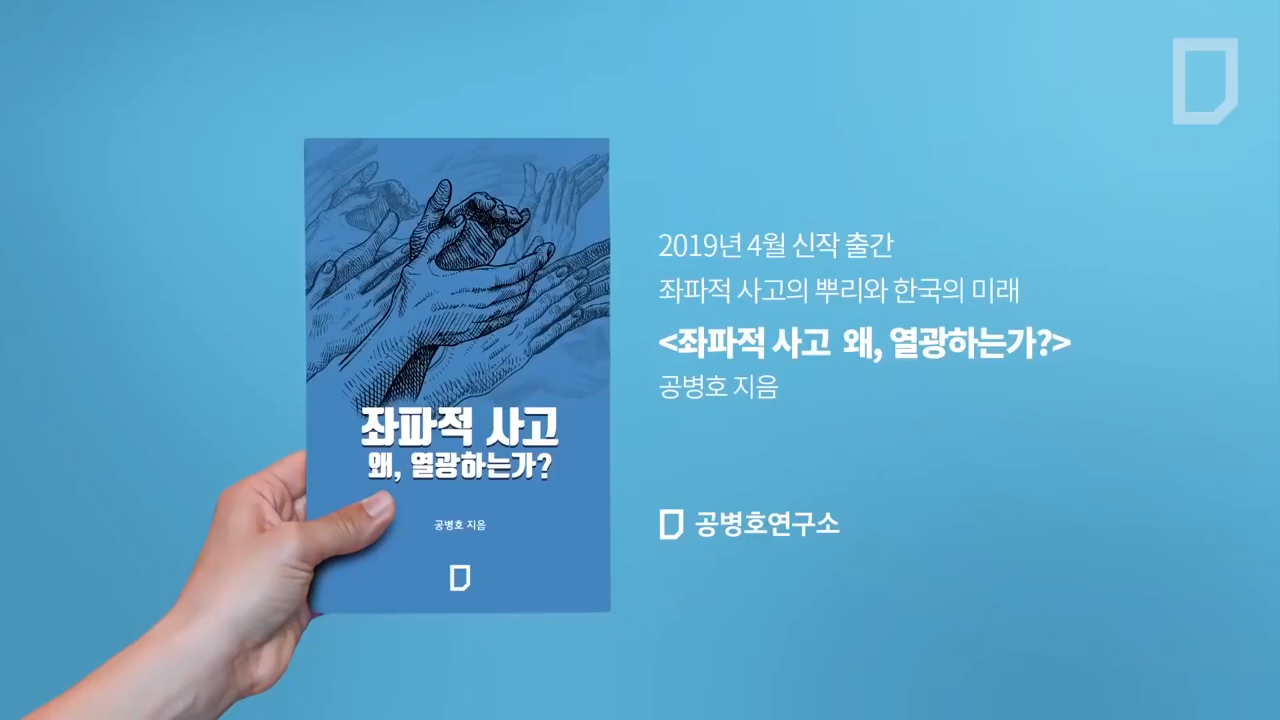 좌파적 사고
왜, 열광하는가?
공병호 지음
2019년 4월 신작 출간
좌파적 사고의 뿌리와 한국의 미래
<좌파적 사고 왜, 열광하는가?>
공병호 지음
공병호연구소